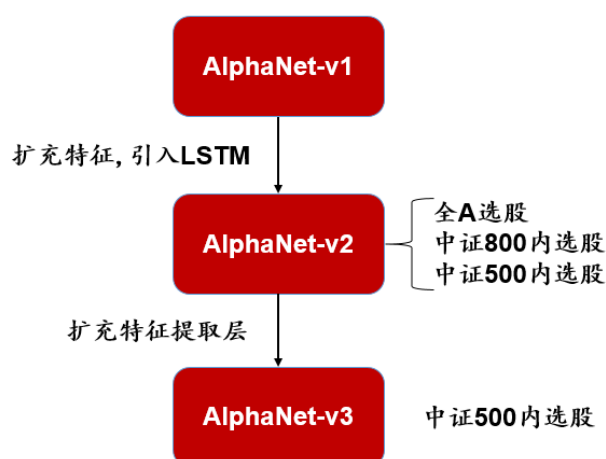 AlphaNet-v1
扩充特征, 引入LSTM
AlphaNet-v2
全A选股
中证800内选股
中证500内选股
扩充特征提取层
AlphaNet-v3
中证500内选股